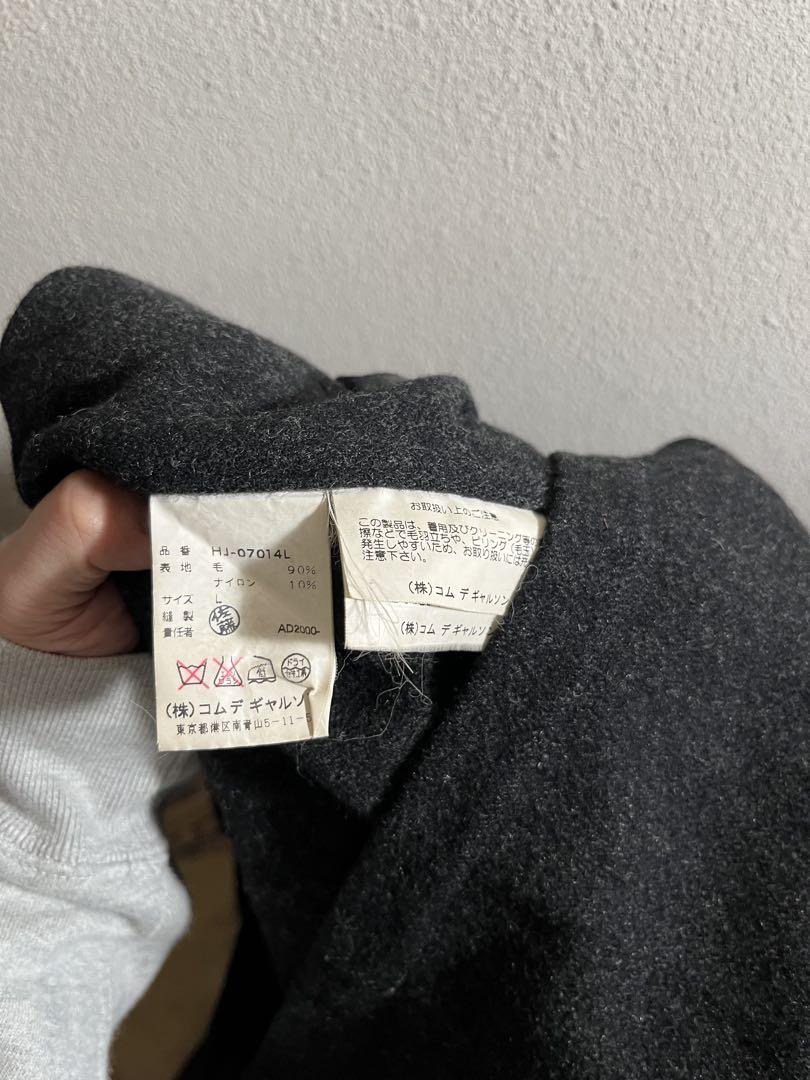 品番 HJ-07014L
表地 毛 90%
ナイロン 10%
サイズ L
縫製
責任者 佐藤 AD2000-
ドライ
(株)コム デ ギャルソ
東京都港区南青山5-11-5
お取扱い上のご注意
この製品は、着用及びクリーニング等の
擦などで毛羽立ちや、ピリング(毛玉
発生しやすいため、お取り扱いには
注意下さい。
(株)コム デ ギャルソン
(株)コム デ ギャルソン